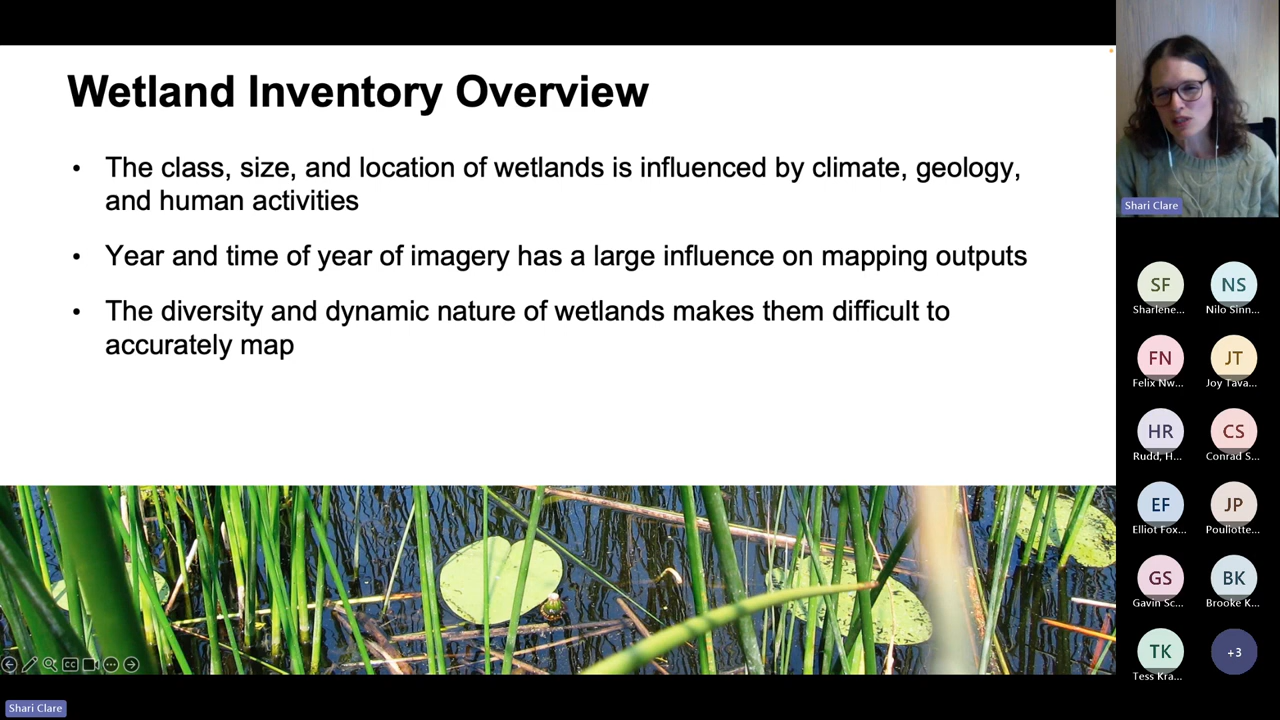 Wetland Inventory Overview
• The class, size, and location of wetlands is influenced by climate, geology,
and human activities
• Year and time of year of imagery has a large influence on mapping outputs
• The diversity and dynamic nature of wetlands makes them difficult to
accurately map
Shari Clare
SF NS
Sharlene... Nilo Sinn...
FN JT
Felix Nw... Joy Tava...
HR CS
Rudd, H... Conrad S...
EF JP
Elliot Fox... Pouliotte...
GS BK
Gavin Sc... Brooke K...
TK +3
Tess Kra...
CC
Shari Clare